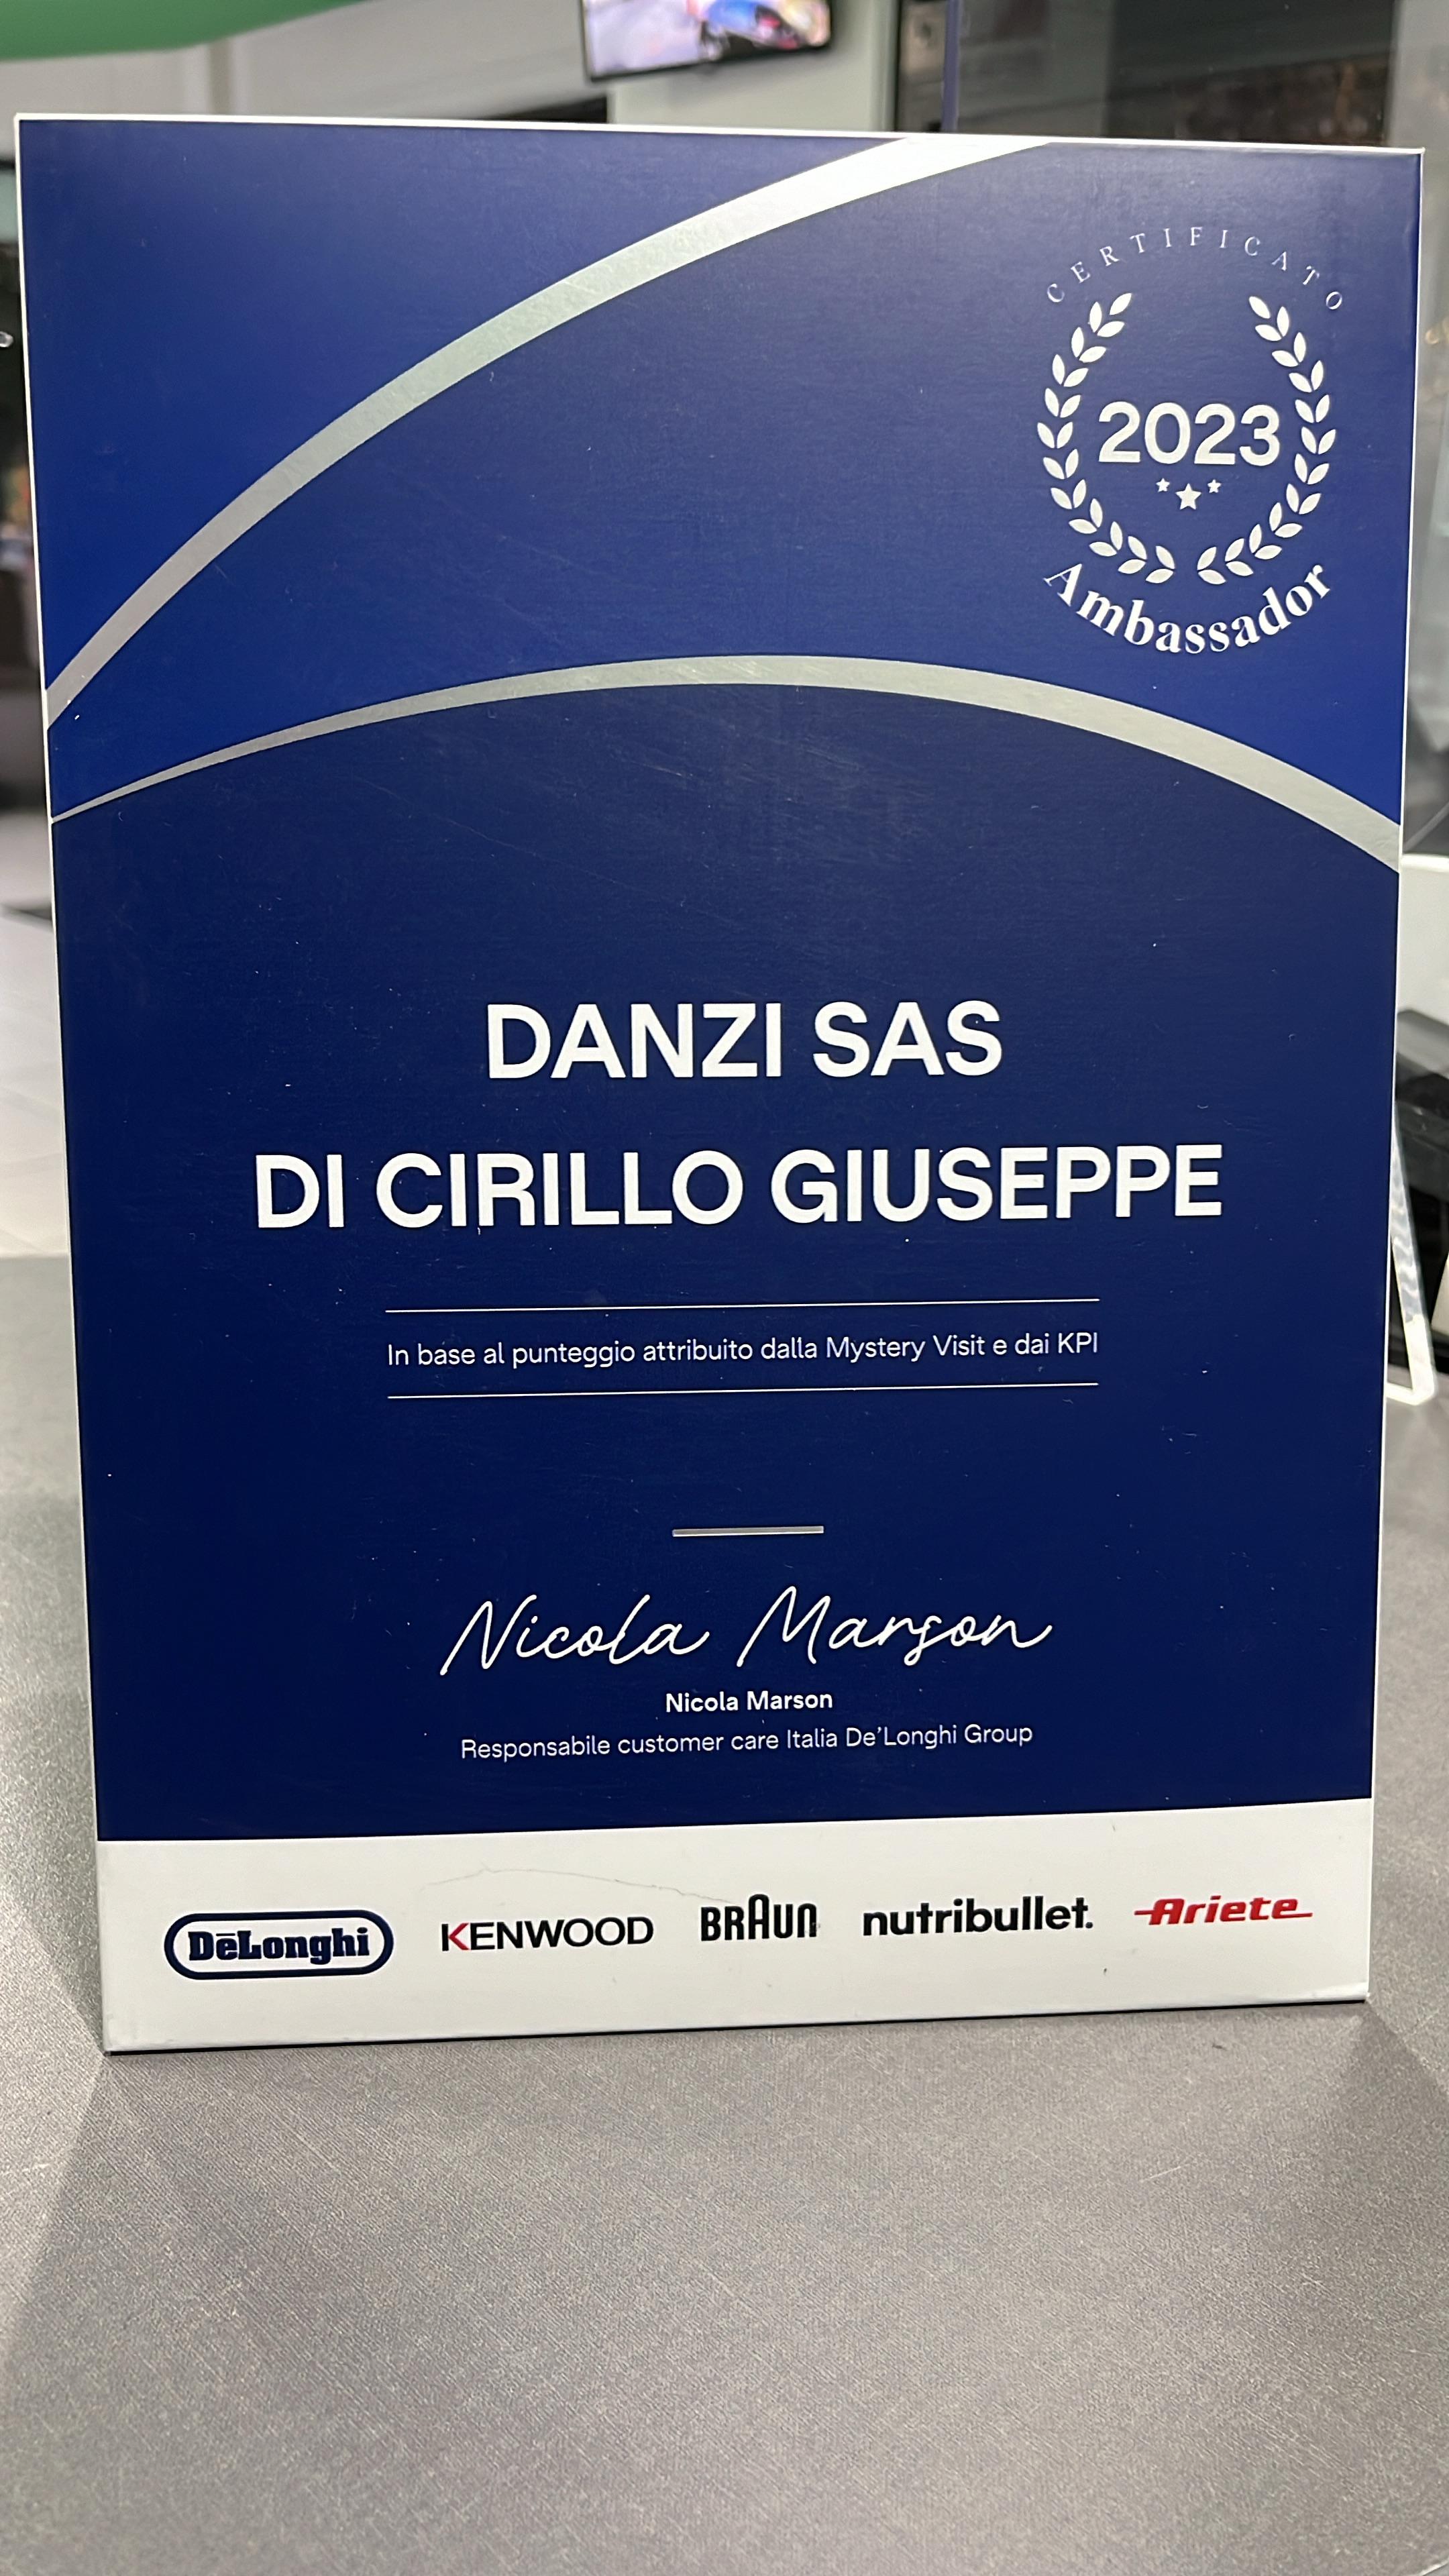 CERTIFICATO
2023
Ambassador
DANZI SAS
DI CIRILLO GIUSEPPE
In base al punteggio attribuito dalla Mystery Visit e dai KPI
Nicola Marson
Nicola Marson
Responsabile customer care Italia De'Longhi Group
DēLonghi KENWOOD BRAUN nutribullet. Ariete